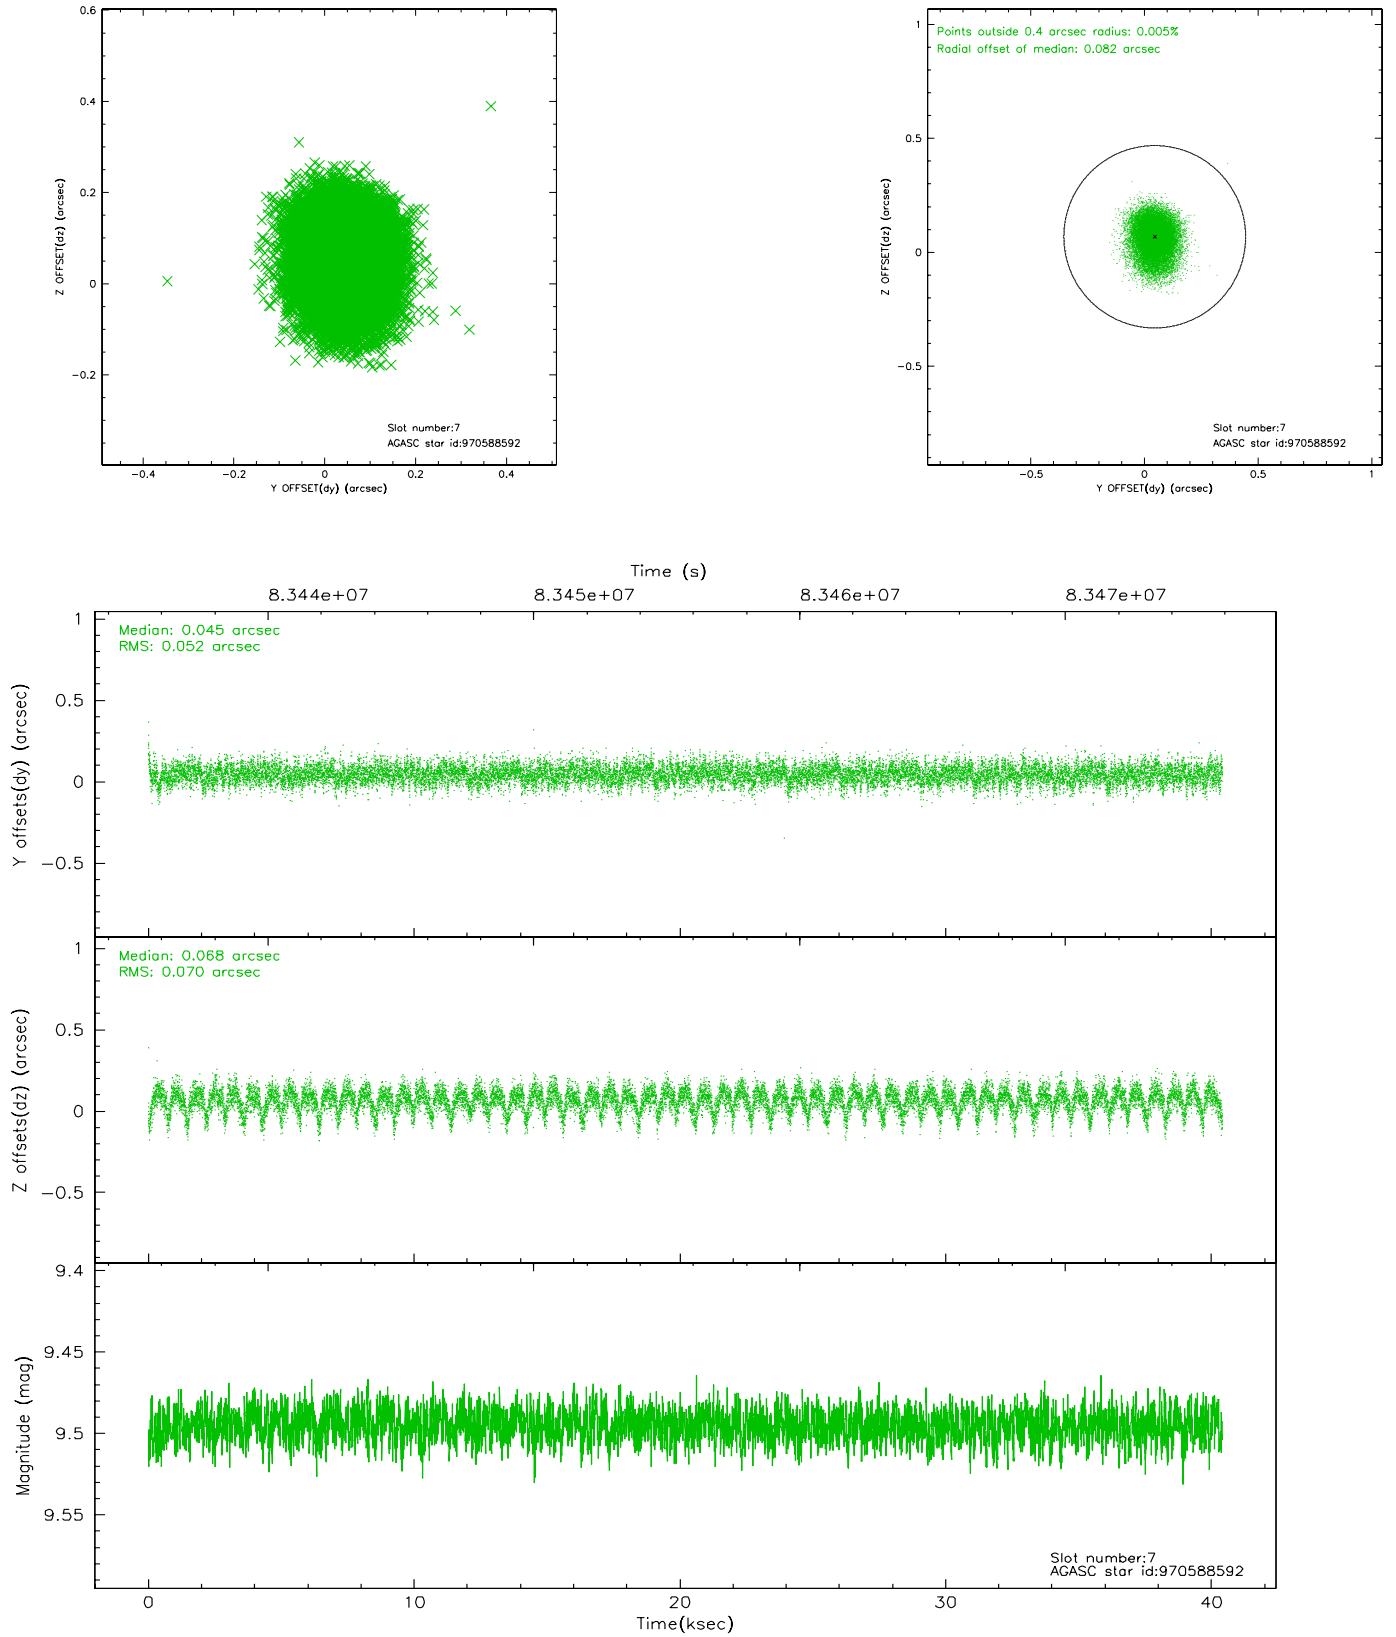 0.6
0.4
0.2
0
−0.2
Z OFFSET(dz) (arcsec)
Slot number:7
AGASC star id:970588592
−0.4 −0.2 0 0.2 0.4
Y OFFSET(dy) (arcsec)
Points outside 0.4 arcsec radius: 0.005%
Radial offset of median: 0.082 arcsec
1
0.5
0
−0.5
Z OFFSET(dz) (arcsec)
Slot number:7
AGASC star id:970588592
−0.5 0 0.5 1
Y OFFSET(dy) (arcsec)
Time (s)
8.344e+07 8.345e+07 8.346e+07 8.347e+07
Median: 0.045 arcsec
RMS: 0.052 arcsec
1
0.5
0
−0.5
Y offsets(dy) (arcsec)
Median: 0.068 arcsec
RMS: 0.070 arcsec
1
0.5
0
−0.5
Z offsets(dz) (arcsec)
9.4
9.45
9.5
9.55
Magnitude (mag)
Slot number:7
AGASC star id:970588592
0 10 20 30 40
Time(ksec)